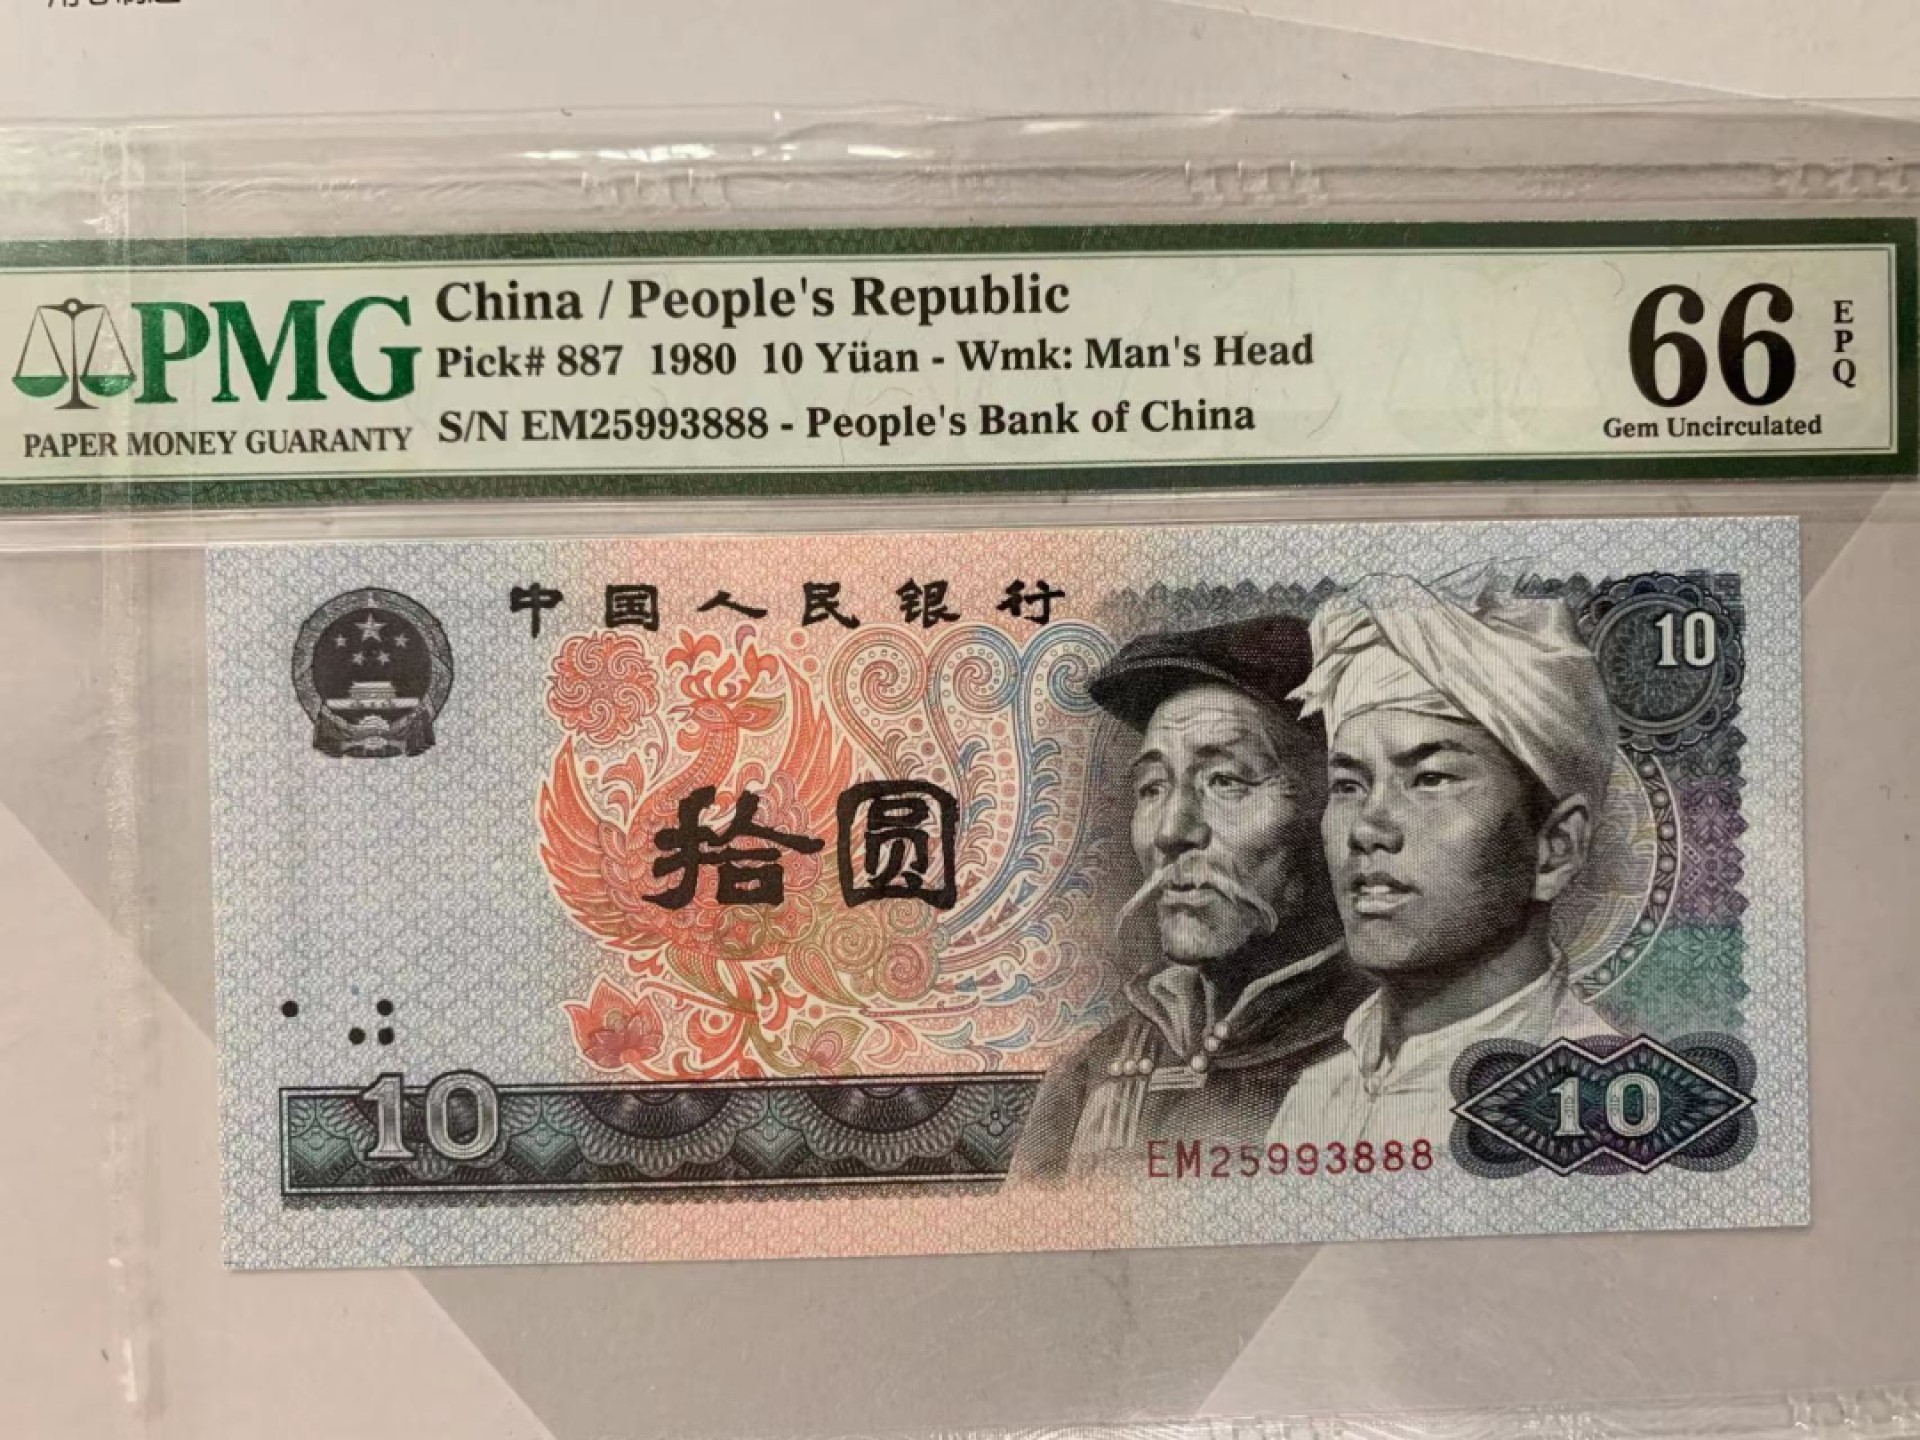 PMG
PAPER MONEY GUARANTY
China / People's Republic
Pick# 887 1980 10 Yüan - Wmk: Man's Head
S/N EM25993888 - People's Bank of China
66
EPQ
Gem Uncirculated
中国人民银行
10
拾圆
10
10
EM25993888